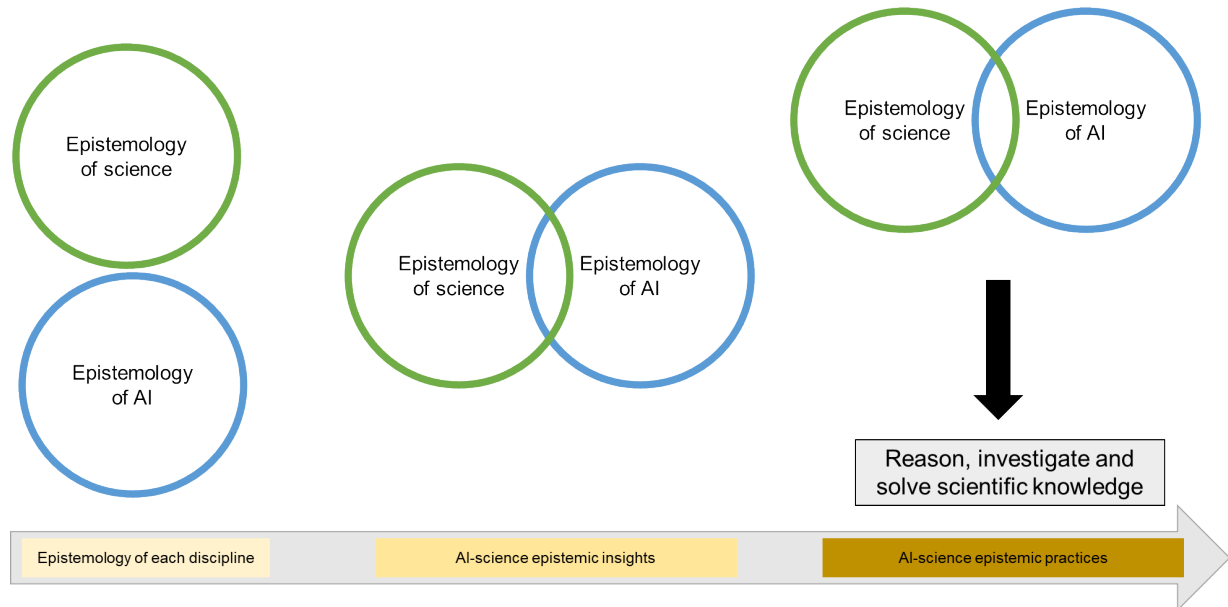 Epistemology
of science
Epistemology
of AI
Epistemology
of science
Epistemology
of AI
Epistemology
of science
Epistemology
of AI
Reason, investigate and
solve scientific knowledge
Epistemology of each discipline
AI-science epistemic insights
AI-science epistemic practices